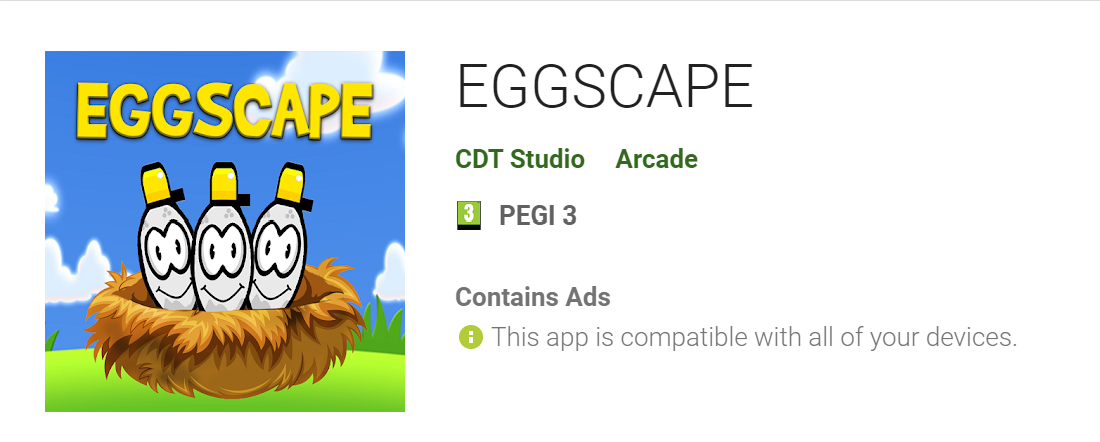 EGGSCAPE
EGGSCAPE
CDT Studio Arcade
3 PEGI 3
Contains Ads
This app is compatible with all of your devices.